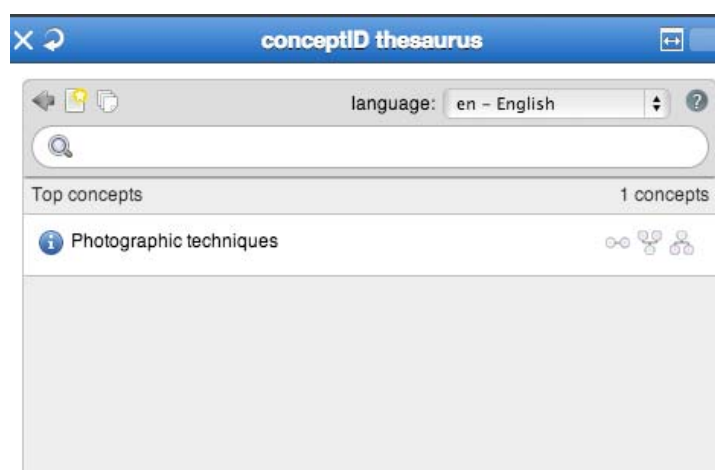 conceptID thesaurus
language: en - English
Top concepts 1 concepts
Photographic techniques